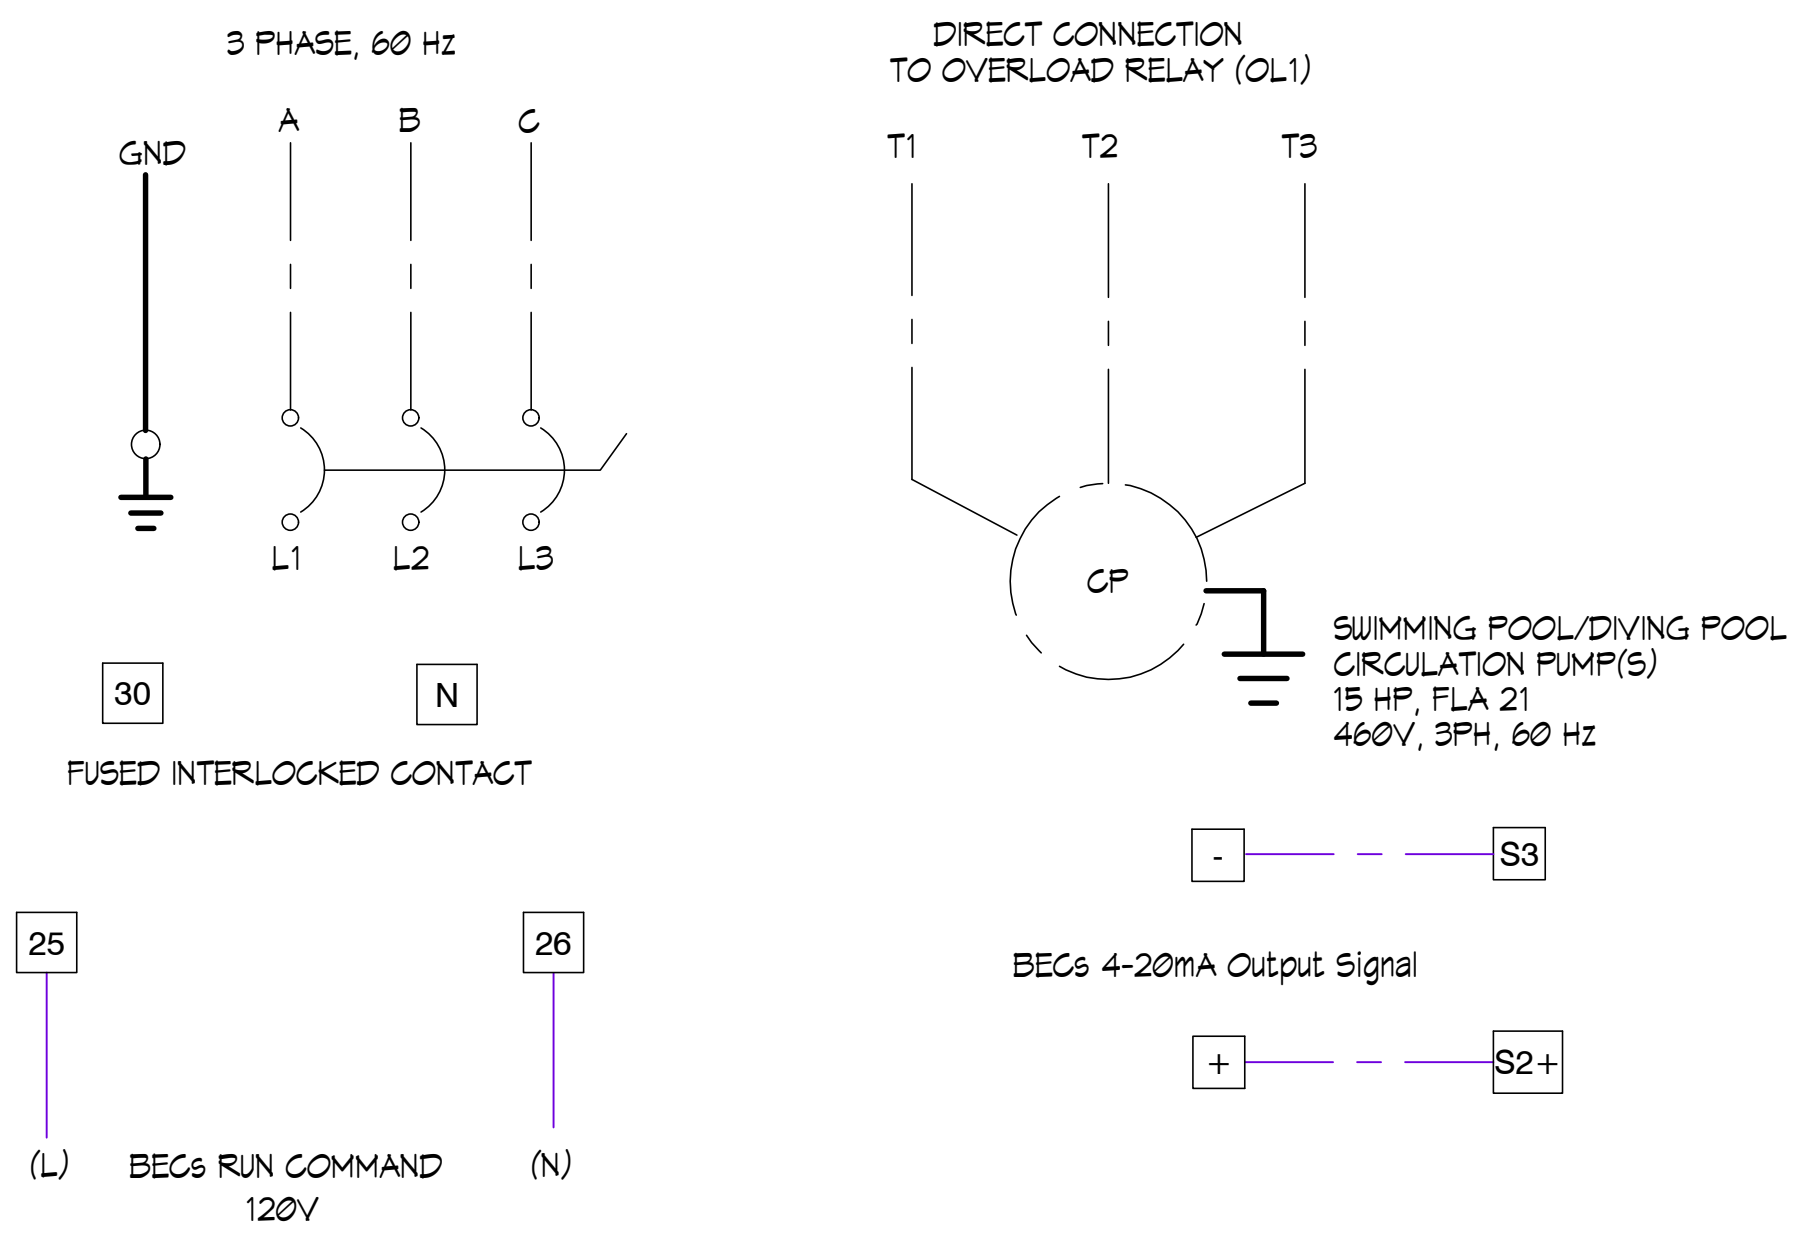 3 PHASE, 60 Hz
A B C
GND
L1 L2 L3
30 N
FUSED INTERLOCKED CONTACT
25 26
(L) (N)
BECs RUN COMMAND
120V
DIRECT CONNECTION
TO OVERLOAD RELAY (OL1)
T1 T2 T3
CP
SWIMMING POOL/DIVING POOL
CIRCULATION PUMP(S)
15 HP, FLA 21
460V, 3PH, 60 Hz
- S3
BECs 4-20mA Output Signal
+ S2+